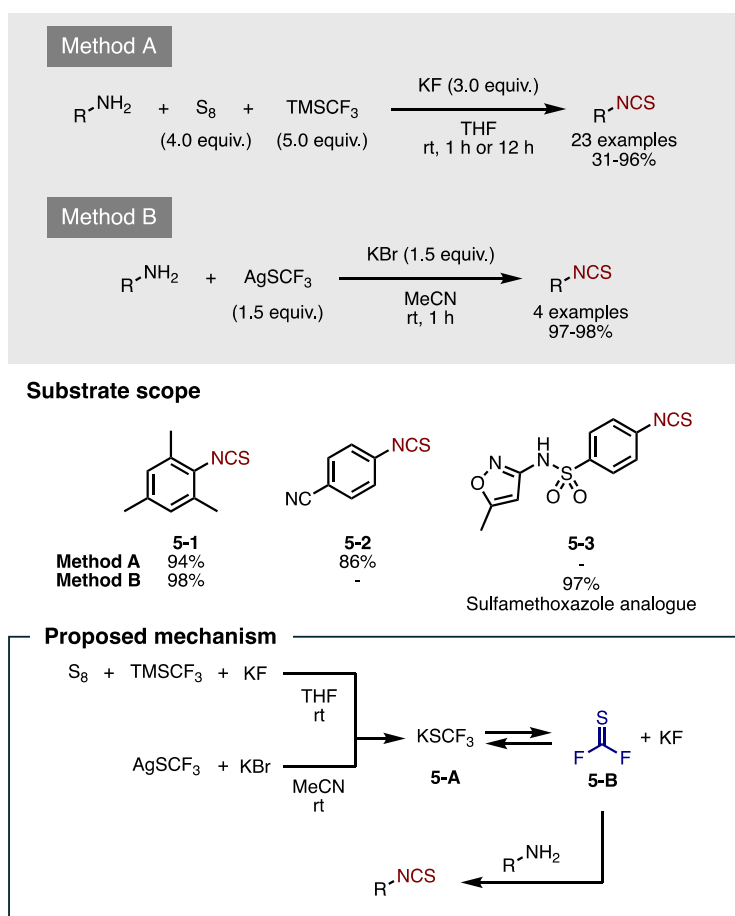 Method A
R NH2 + S8 + TMSCF3 KF (3.0 equiv.) R NCS
(4.0 equiv.) (5.0 equiv.) THF 23 examples
rt, 1 h or 12 h 31-96%
Method B
R NH2 + AgSCF3 KBr (1.5 equiv.) R NCS
(1.5 equiv.) MeCN 4 examples
rt, 1 h 97-98%
Substrate scope
NCS NC NCS O N H N S O O NCS
5-1 5-2 5-3
Method A 94% 86% -
Method B 98% - 97%
Sulfamethoxazole analogue
Proposed mechanism
S8 + TMSCF3 + KF
THF
rt
KSCF3 S F F + KF
AgSCF3 + KBr 5-A 5-B
MeCN
rt
R NH2
R NCS